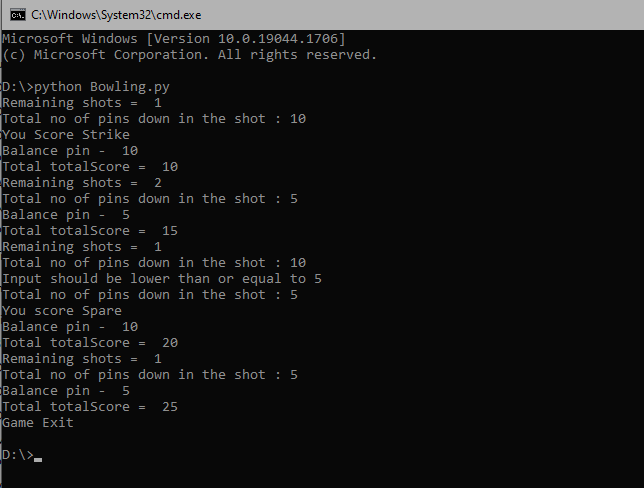 C:\Windows\System32\cmd.exe
Microsoft Windows [Version 10.0.19044.1706]
(c) Microsoft Corporation. All rights reserved.
D:\>python Bowling.py
Remaining shots =  1
Total no of pins down in the shot : 10
You Score Strike
Balance pin -  10
Total totalScore =  10
Remaining shots =  2
Total no of pins down in the shot : 5
Balance pin -  5
Total totalScore =  15
Remaining shots =  1
Total no of pins down in the shot : 10
Input should be lower than or equal to 5
Total no of pins down in the shot : 5
You score Spare
Balance pin -  10
Total totalScore =  20
Remaining shots =  1
Total no of pins down in the shot : 5
Balance pin -  5
Total totalScore =  25
Game Exit
D:\>